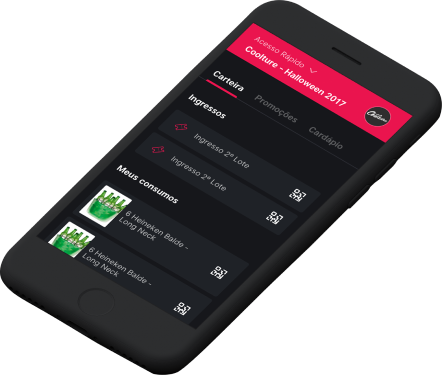 Acesso Rápido
Coolture - Halloween 2017
Coolture
Carteira
Promoções
Cardápio
Ingressos
Ingresso 2º Lote
Ingresso 2º Lote
Meus consumos
6 Heineken Balde -
Long Neck
6 Heineken Balde -
Long Neck